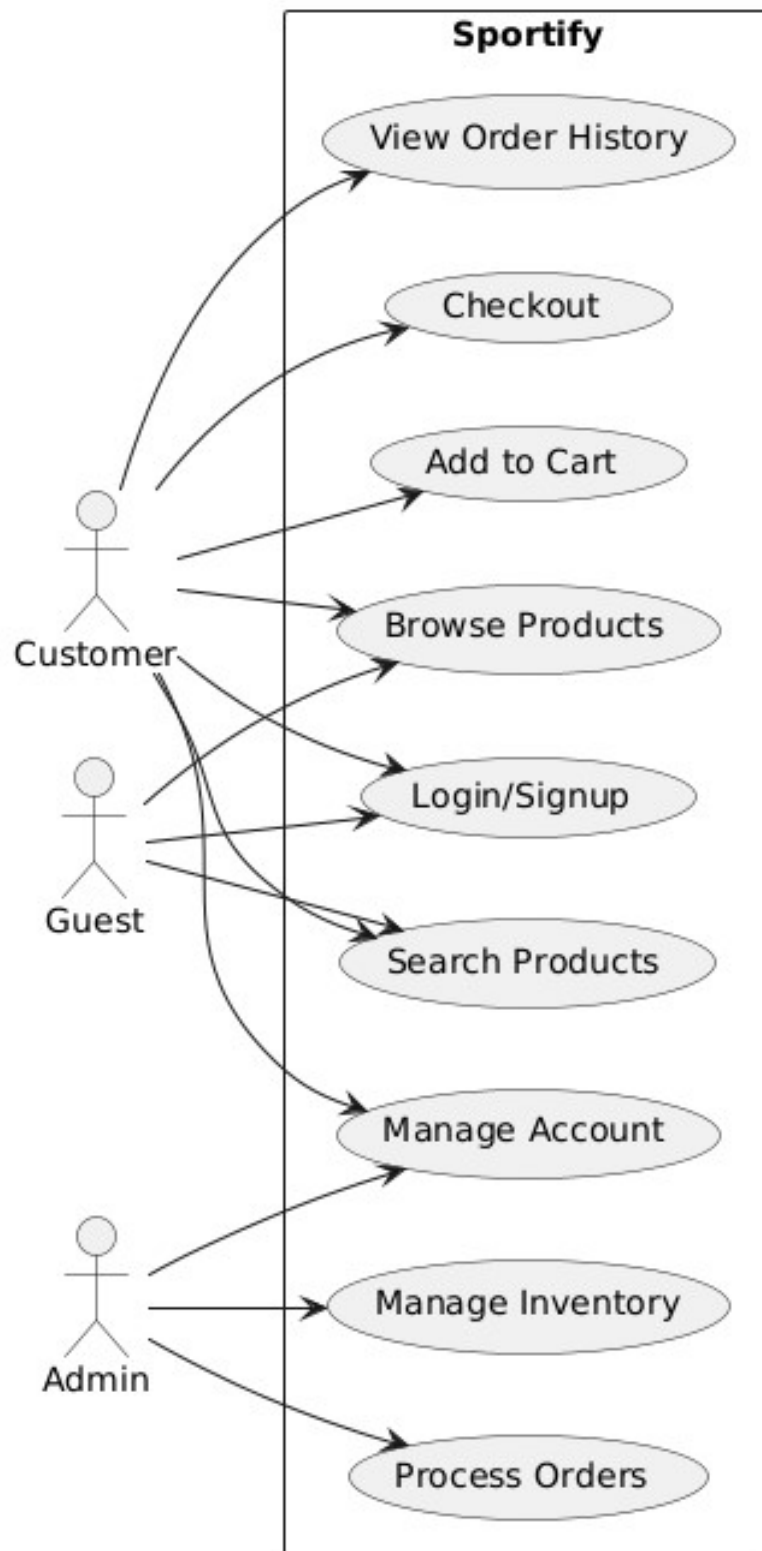 Sportify
View Order History
Checkout
Add to Cart
Browse Products
Customer
Login/Signup
Guest
Search Products
Manage Account
Manage Inventory
Admin
Process Orders